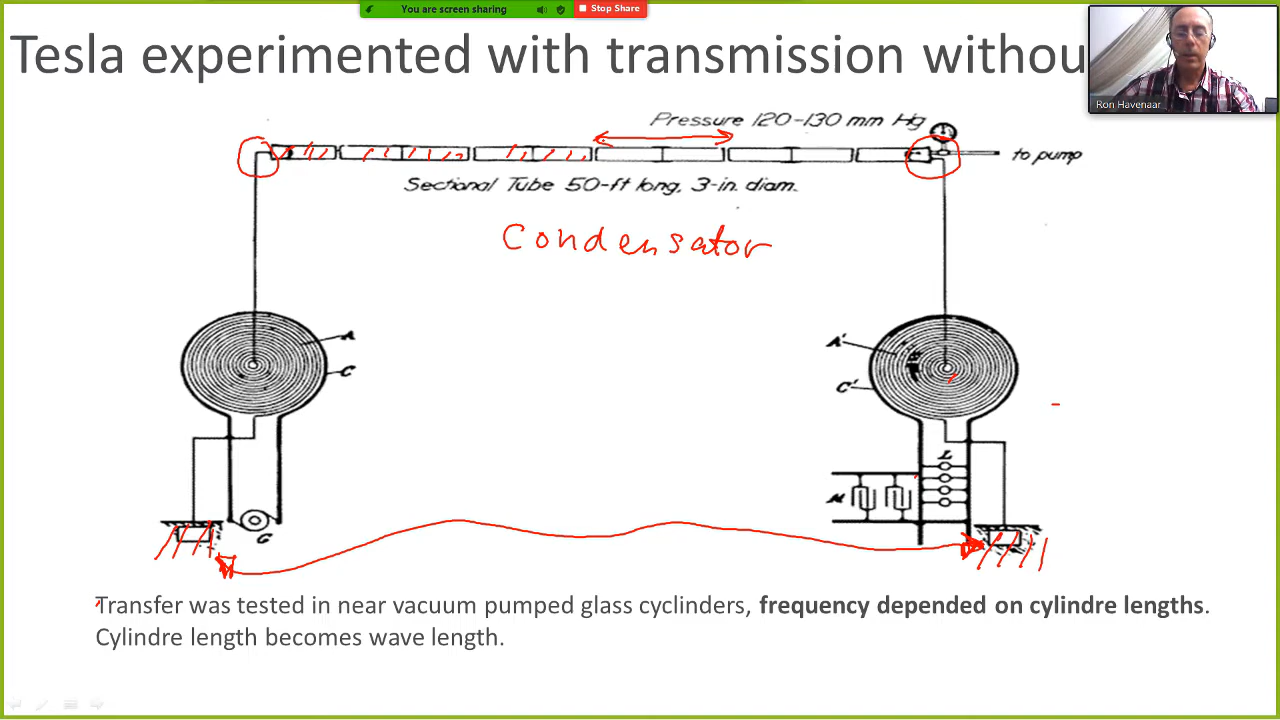 You are screen sharing
Stop Share
Tesla experimented with transmission withou
Ron Havenaar
Pressure 120-130 mm Hg
to pump
Sectional Tube 50-ft long, 3-in. diam.
Condensator
A
C
A'
C'
L
M
G
Transfer was tested in near vacuum pumped glass cyclinders, frequency depended on cylindre lengths.
Cylindre length becomes wave length.